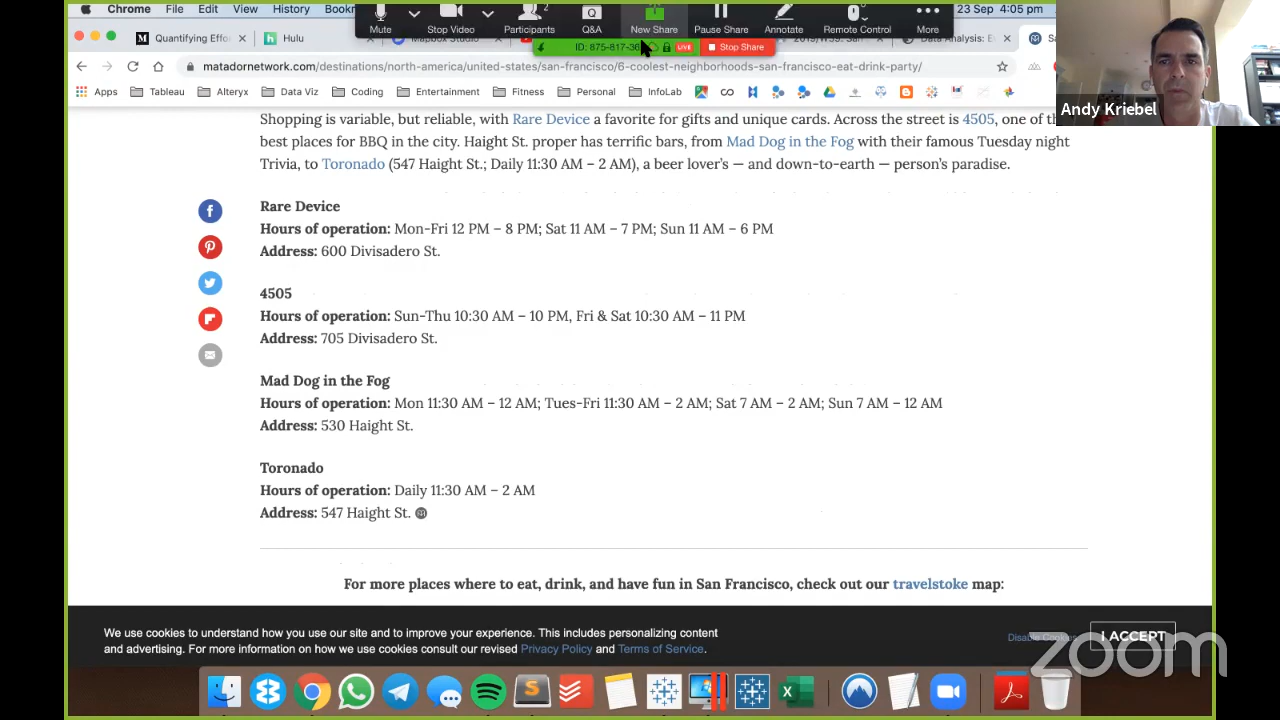 Chrome File Edit View History Book
Mute Stop Video Participants 2 Q&A New Share Pause Share Annotate Remote Control More
23 Sep 4:05 pm
ID: 875-817-36 LIVE Stop Share
Quantifying Eff Hulu Data Analysis: E
matadornetwork.com/destinations/north-america/united-states/san-francisco/6-coolest-neighborhoods-san-francisco-eat-drink-party/
Apps Tableau Alteryx Data Viz Coding Entertainment Fitness Personal InfoLab
Andy Kriebel
Shopping is variable, but reliable, with Rare Device a favorite for gifts and unique cards. Across the street is 4505, one of th
best places for BBQ in the city. Haight St. proper has terrific bars, from Mad Dog in the Fog with their famous Tuesday night
Trivia, to Toronado (547 Haight St.; Daily 11:30 AM – 2 AM), a beer lover’s — and down-to-earth — person’s paradise.
Rare Device
Hours of operation: Mon-Fri 12 PM – 8 PM; Sat 11 AM – 7 PM; Sun 11 AM – 6 PM
Address: 600 Divisadero St.
4505
Hours of operation: Sun-Thu 10:30 AM – 10 PM, Fri & Sat 10:30 AM – 11 PM
Address: 705 Divisadero St.
Mad Dog in the Fog
Hours of operation: Mon 11:30 AM – 12 AM; Tues-Fri 11:30 AM – 2 AM; Sat 7 AM – 2 AM; Sun 7 AM – 12 AM
Address: 530 Haight St.
Toronado
Hours of operation: Daily 11:30 AM – 2 AM
Address: 547 Haight St.
For more places where to eat, drink, and have fun in San Francisco, check out our travelstoke map:
We use cookies to understand how you use our site and to improve your experience. This includes personalizing content
and advertising. For more information on how we use cookies consult our revised Privacy Policy and Terms of Service.
Disable Cookies I ACCEPT
zoom